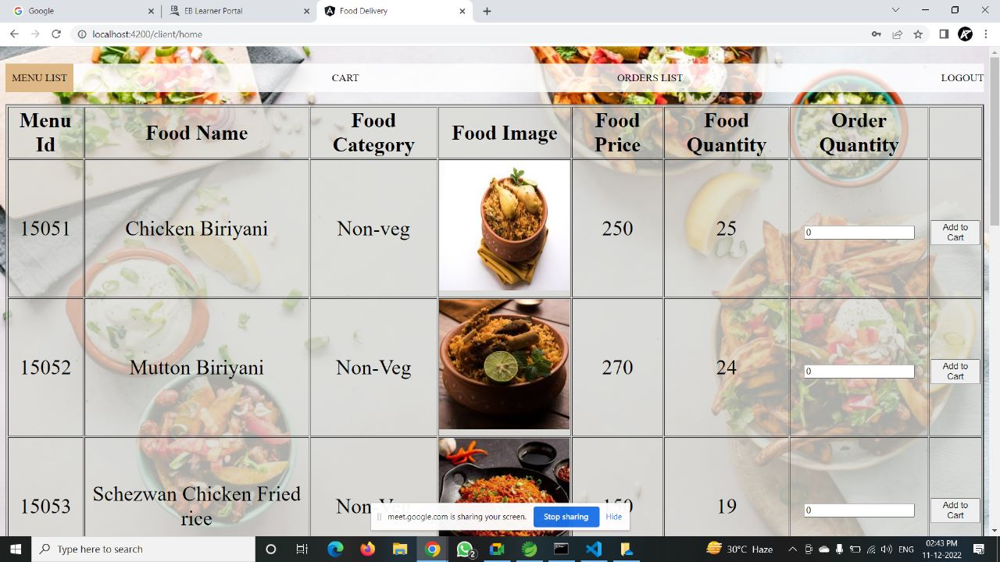 Google
EB Learner Portal
Food Delivery
localhost:4200/client/home
MENU LIST
CART
ORDERS LIST
LOGOUT
Menu Id
Food Name
Food Category
Food Image
Food Price
Food Quantity
Order Quantity
15051
Chicken Biriyani
Non-veg
250
25
0
Add to Cart
15052
Mutton Biriyani
Non-Veg
270
24
0
Add to Cart
15053
Schezwan Chicken Fried
rice
Non-Veg
150
19
0
Add to Cart
meet.google.com is sharing your screen.
Stop sharing
Hide
Type here to search
2
30°C Haze
ENG
02:43 PM
11-12-2022